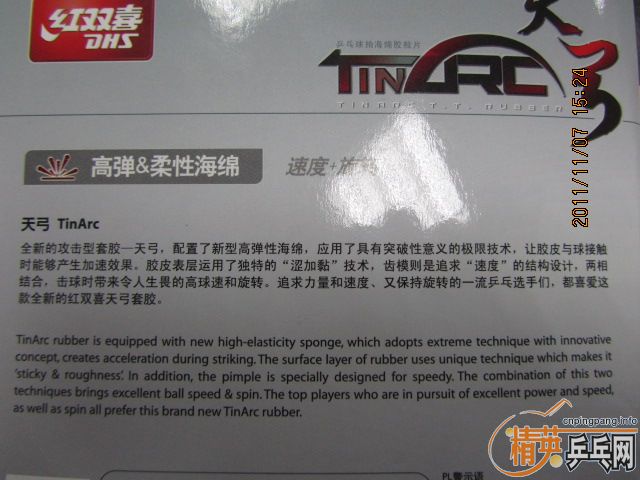 红双喜
DHS
天弓
乒乓球拍海绵胶粒片
TINARC
TINARC T.T. RUBBER
2011/11/07 15:24
高弹&柔性海绵
速度+旋转
天弓 TinArc
全新的攻击型套胶—天弓，配置了新型高弹性海绵，应用了具有突破性意义的极限技术，让胶皮与球接触
时能够产生加速效果。胶皮表层运用了独特的“涩加黏”技术，齿模则是追求“速度”的结构设计，两相
结合，击球时带来令人生畏的高球速和旋转。追求力量和速度、又保持旋转的一流乒乓选手们，都喜爱这
款全新的红双喜天弓套胶。
TinArc rubber is equipped with new high-elasticity sponge, which adopts extreme technique with innovative
concept, creates acceleration during striking. The surface layer of rubber uses unique technique which makes it
‘sticky & roughness’. In addition, the pimple is specially designed for speedy. The combination of this two
techniques brings excellent ball speed & spin. The top players who are in pursuit of excellent power and speed,
as well as spin all prefer this brand new TinArc rubber.
cnpingpang.info
精英乒乓网
PL警示语